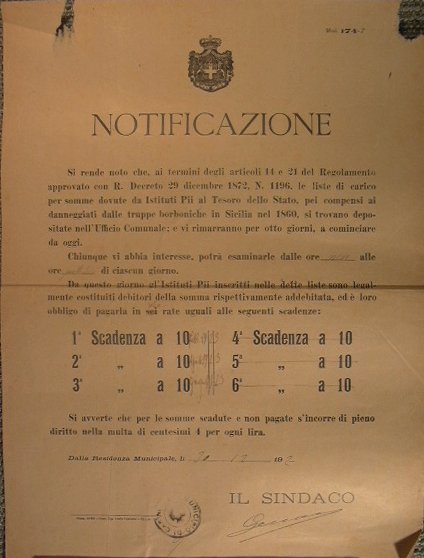 Mod. 174-I
NOTIFICAZIONE
Si rende noto che, ai termini degli articoli 14 e 21 del Regolamento
approvato con R. Decreto 29 dicembre 1872, N. 1196, le liste di carico
per somme dovute da Istituti Pii al Tesoro dello Stato, pei compensi ai
danneggiati dalle truppe borboniche in Sicilia nel 1860, si trovano depo-
sitate nell'Ufficio Comunale; e vi rimarranno per otto giorni, a cominciare
da oggi.
Chiunque vi abbia interesse, potrà esaminarle dalle ore alle
ore di ciascun giorno.
Da questo giorno gl'Istituti Pii inscritti nelle dette liste sono legal-
mente costituiti debitori della somma rispettivamente addebitata, ed è loro
obbligo di pagarla in sei rate uguali alle seguenti scadenze:
1ª Scadenza a 10 4ª Scadenza a 10
2ª „ a 10 5ª „ a 10
3ª „ a 10 6ª „ a 10
Si avverte che per le somme scadute e non pagate s'incorre di pieno
diritto nella multa di centesimi 4 per ogni lira.
Dalla Residenza Municipale, li 30 12 19
IL SINDACO